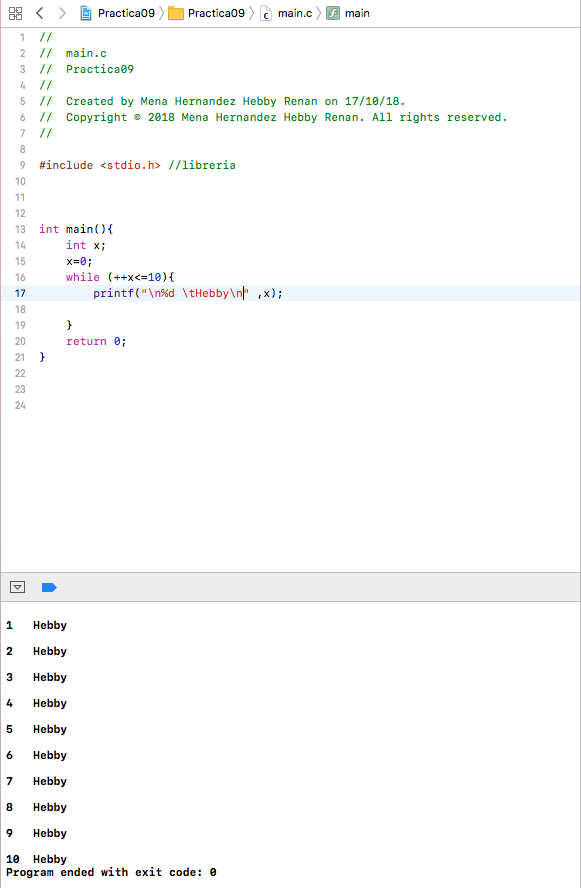 Practica09 Practica09 main.c main
1 //
2 //  main.c
3 //  Practica09
4 //
5 //  Created by Mena Hernandez Hebby Renan on 17/10/18.
6 //  Copyright © 2018 Mena Hernandez Hebby Renan. All rights reserved.
7 //
8
9 #include <stdio.h> //libreria
10
11
12
13 int main(){
14     int x;
15     x=0;
16     while (++x<=10){
17         printf("\n%d \tHebby\n" ,x);
18
19     }
20     return 0;
21 }
22
23
24
1   Hebby
2   Hebby
3   Hebby
4   Hebby
5   Hebby
6   Hebby
7   Hebby
8   Hebby
9   Hebby
10  Hebby
Program ended with exit code: 0